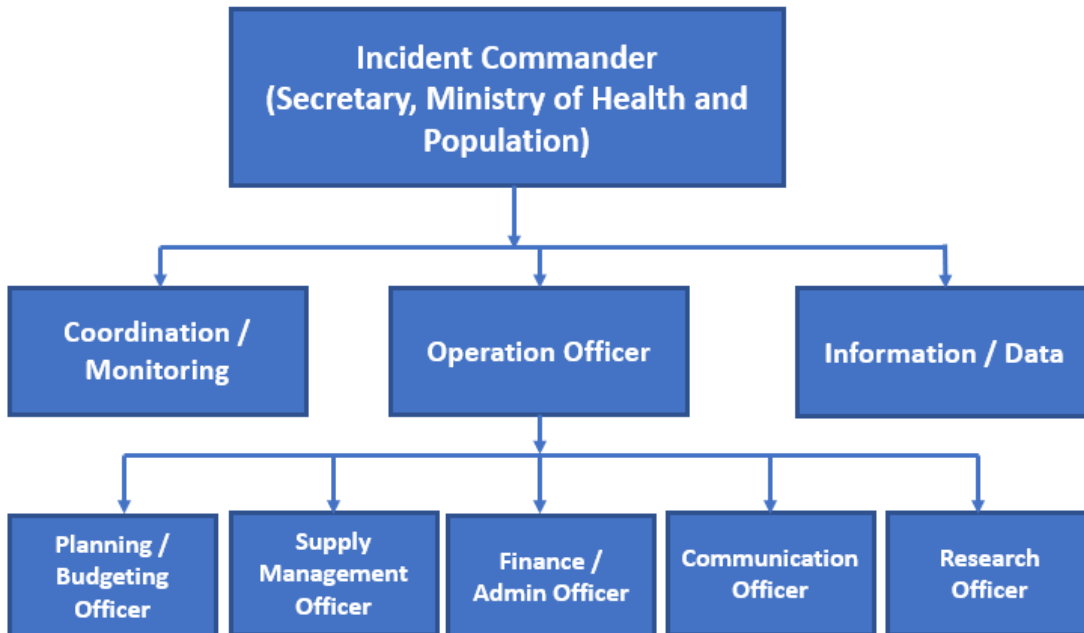 Incident Commander
(Secretary, Ministry of Health and
Population)
Coordination /
Monitoring
Operation Officer
Information / Data
Planning /
Budgeting
Officer
Supply
Management
Officer
Finance /
Admin Officer
Communication
Officer
Research
Officer